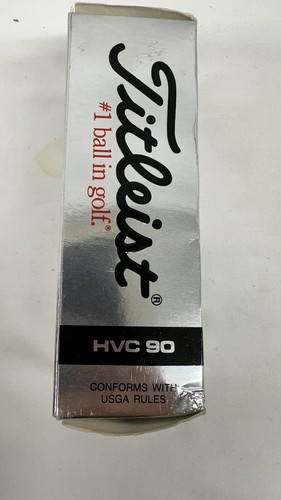 Titleist®
#1 ball in golf.®
HVC 90
CONFORMS WITH
USGA RULES